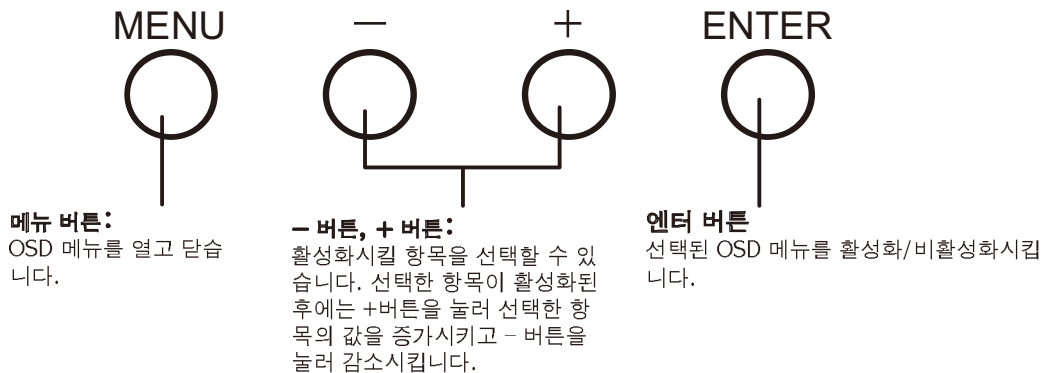 MENU
—
+
ENTER
메뉴 버튼:
OSD 메뉴를 열고 닫습
니다.
– 버튼, + 버튼:
활성화시킬 항목을 선택할 수 있
습니다. 선택한 항목이 활성화된
후에는 +버튼을 눌러 선택한 항
목의 값을 증가시키고 – 버튼을
눌러 감소시킵니다.
엔터 버튼
선택된 OSD 메뉴를 활성화/비활성화시킵
니다.